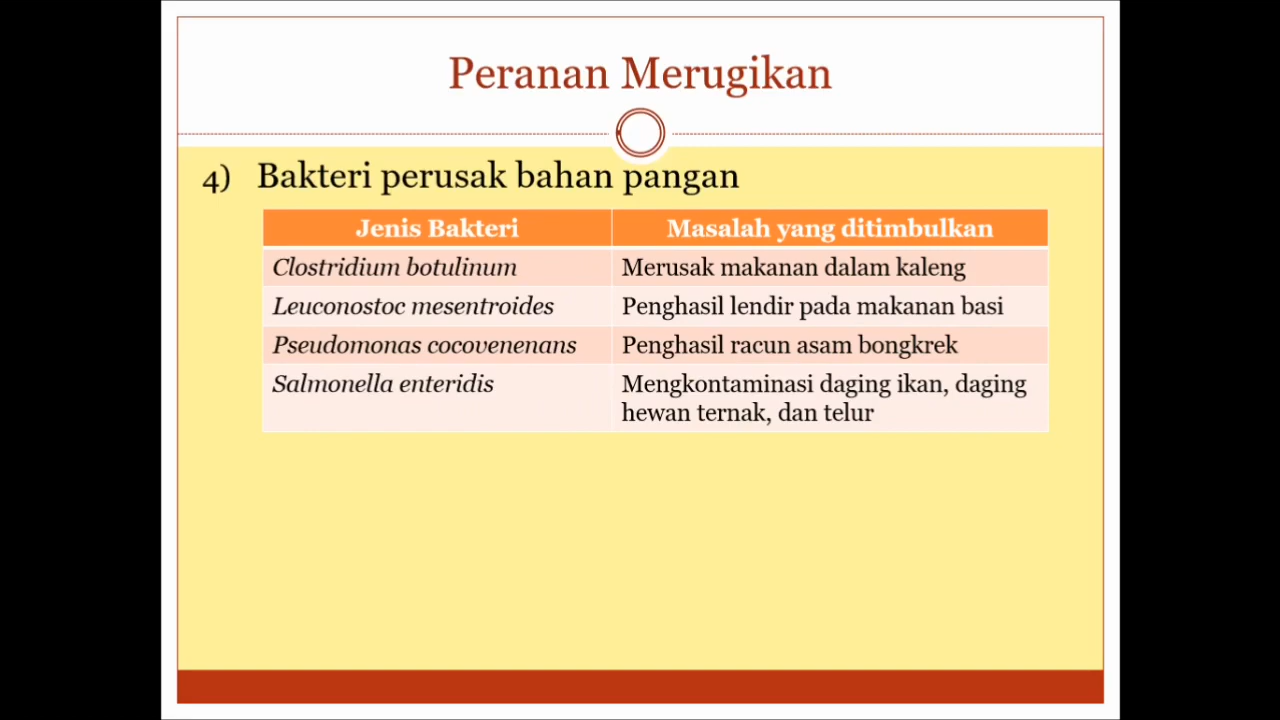 Peranan Merugikan
4) Bakteri perusak bahan pangan
Jenis Bakteri Masalah yang ditimbulkan
Clostridium botulinum Merusak makanan dalam kaleng
Leuconostoc mesentroides Penghasil lendir pada makanan basi
Pseudomonas cocovenenans Penghasil racun asam bongkrek
Salmonella enteridis Mengkontaminasi daging ikan, daging
hewan ternak, dan telur